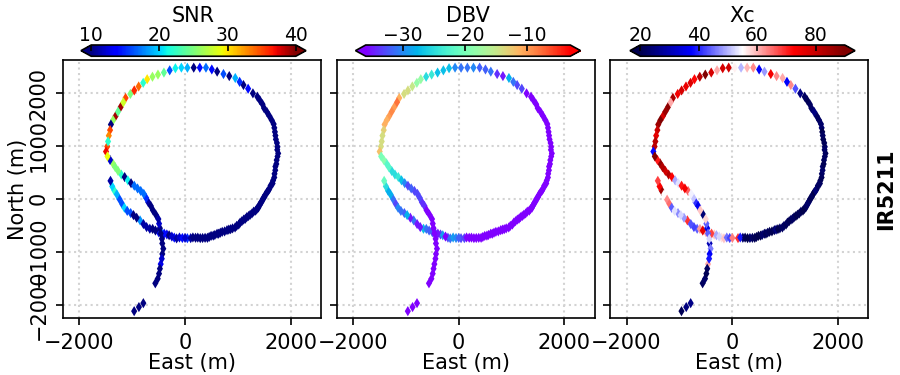 SNR DBV Xc
10 20 30 40 −30 −20 −10 20 40 60 80
2000
1000
0
−1000
−2000
North (m)
−2000 0 2000 −2000 0 2000 −2000 0 2000
East (m) East (m) East (m)
IR5211